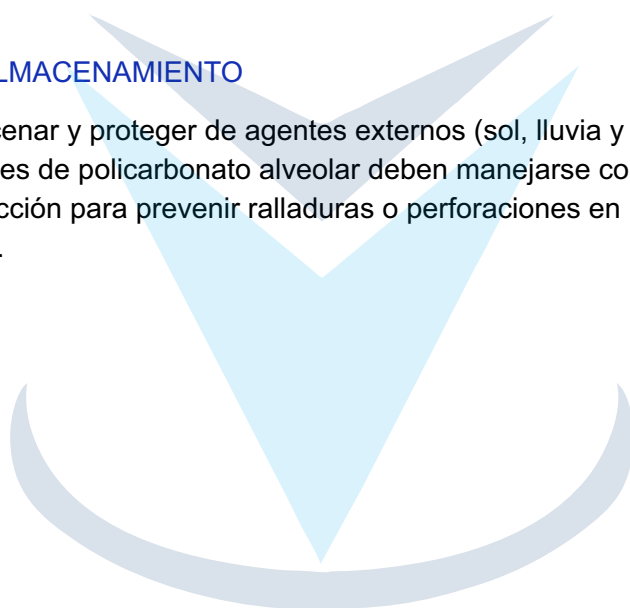 LMACENAMIENTO
enar y proteger de agentes externos (sol, lluvia y
es de policarbonato alveolar deben manejarse co
cción para prevenir ralladuras o perforaciones en
.